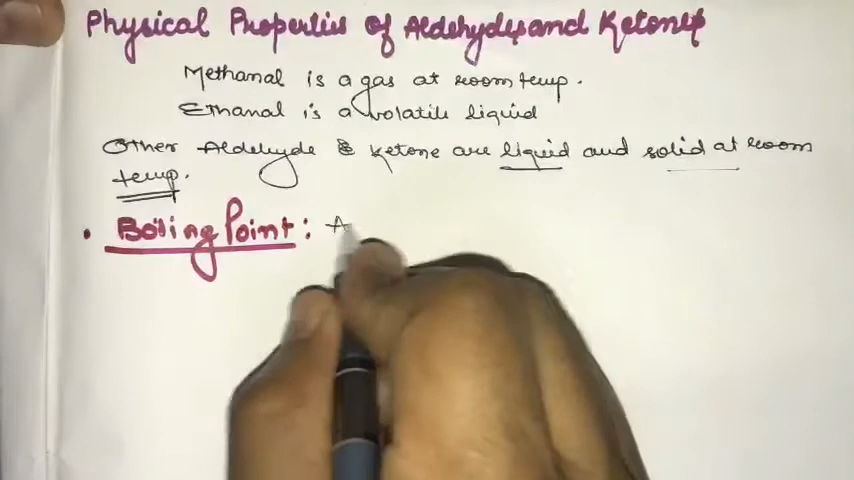 Physical Properties of Aldehydes and Ketones
Methanal is a gas at room temp.
Ethanal is a volatile liquid
Other Aldehyde & Ketone are liquid and solid at room
temp.
• Boiling Point: A